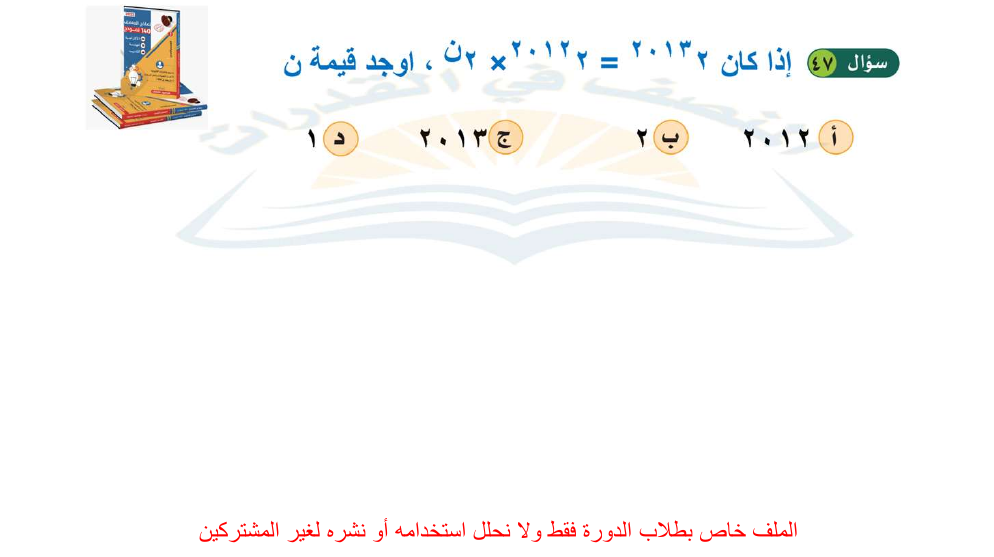 سؤال ٤٧ إذا كان ٢^٢٠١٣ = ٢^٢٠١٢ × ٢^ن ، اوجد قيمة ن
أ ٢٠١٢ ب ٢ ج ٢٠١٣ د ١
الملف خاص بطلاب الدورة فقط ولا نحلل استخدامه أو نشره لغير المشتركين